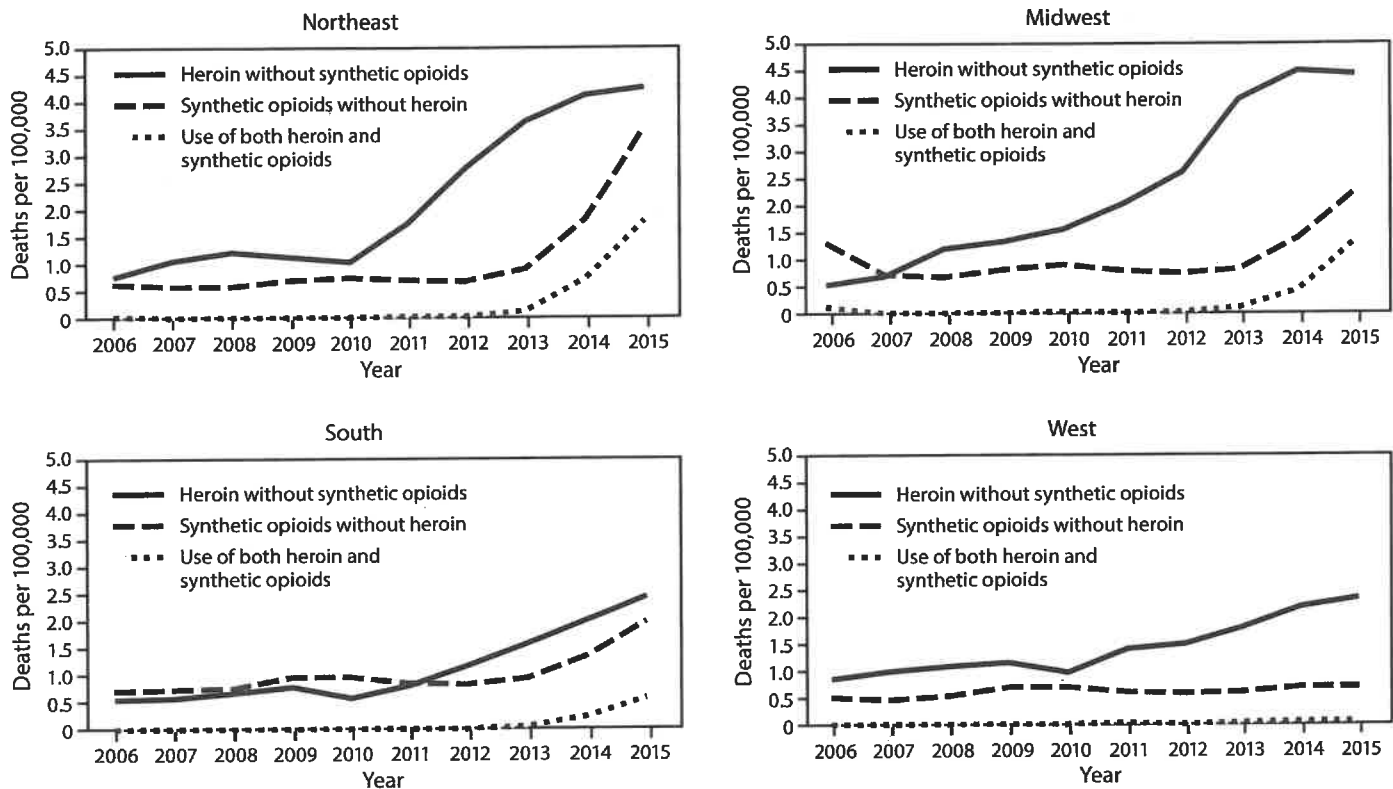 Northeast
Deaths per 100,000
5.0
4.5
4.0
3.5
3.0
2.5
2.0
1.5
1.0
0.5
0
Heroin without synthetic opioids
Synthetic opioids without heroin
Use of both heroin and
synthetic opioids
2006 2007 2008 2009 2010 2011 2012 2013 2014 2015
Year
Midwest
Deaths per 100,000
5.0
4.5
4.0
3.5
3.0
2.5
2.0
1.5
1.0
0.5
0
Heroin without synthetic opioids
Synthetic opioids without heroin
Use of both heroin and
synthetic opioids
2006 2007 2008 2009 2010 2011 2012 2013 2014 2015
Year
South
Deaths per 100,000
5.0
4.5
4.0
3.5
3.0
2.5
2.0
1.5
1.0
0.5
0
Heroin without synthetic opioids
Synthetic opioids without heroin
Use of both heroin and
synthetic opioids
2006 2007 2008 2009 2010 2011 2012 2013 2014 2015
Year
West
Deaths per 100,000
5.0
4.5
4.0
3.5
3.0
2.5
2.0
1.5
1.0
0.5
0
Heroin without synthetic opioids
Synthetic opioids without heroin
Use of both heroin and
synthetic opioids
2006 2007 2008 2009 2010 2011 2012 2013 2014 2015
Year